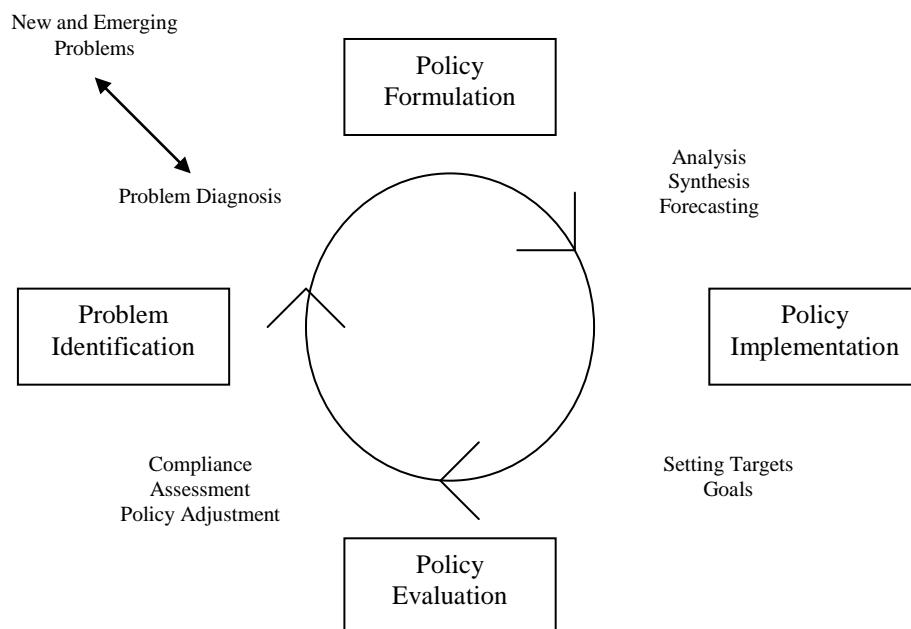 New and Emerging
Problems
Policy
Formulation
Analysis
Synthesis
Forecasting
Problem Diagnosis
Problem
Identification
Policy
Implementation
Compliance
Assessment
Policy Adjustment
Setting Targets
Goals
Policy
Evaluation